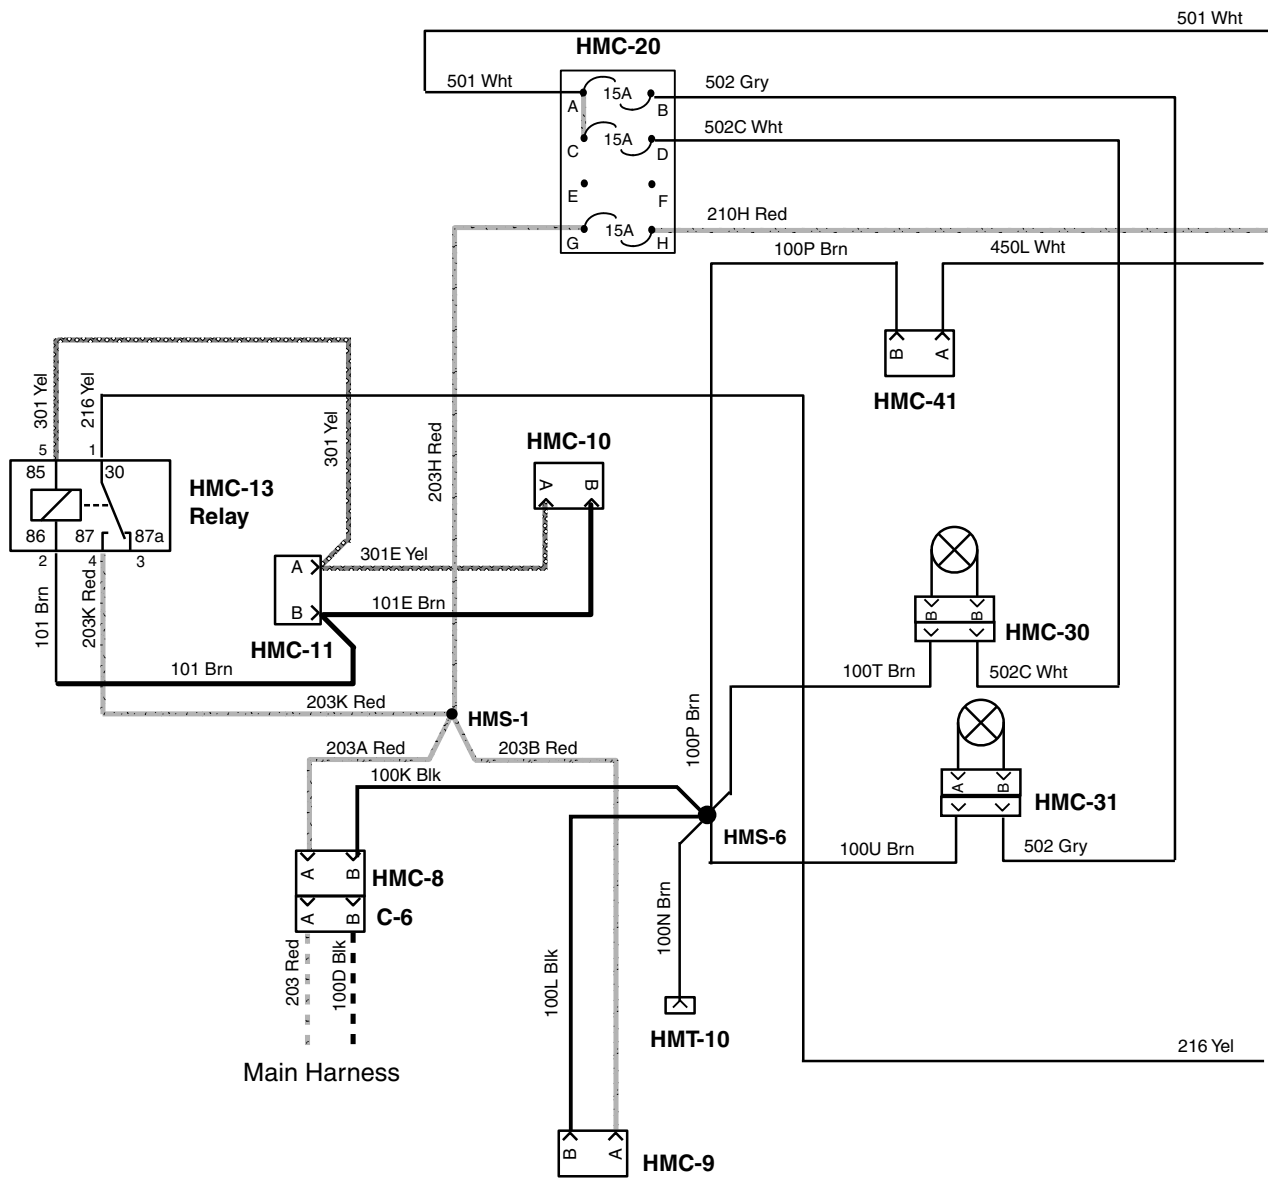 501 Wht
HMC-20
501 Wht
A
15A
B
502 Gry
C
15A
D
502C Wht
E
F
G
15A
H
210H Red
100P Brn
450L Wht
B
A
HMC-41
301 Yel
216 Yel
301 Yel
203H Red
HMC-10
A
B
5
1
85
30
86
87
87a
2
4
3
HMC-13
Relay
101 Brn
203K Red
A
B
HMC-11
301E Yel
101E Brn
101 Brn
203K Red
HMS-1
B
B
HMC-30
100T Brn
502C Wht
100P Brn
203A Red
203B Red
100K Blk
A
B
HMC-31
HMS-6
100U Brn
502 Gry
A
B
HMC-8
A
B
C-6
203 Red
100D Blk
Main Harness
100L Blk
100N Brn
HMT-10
216 Yel
B
A
HMC-9